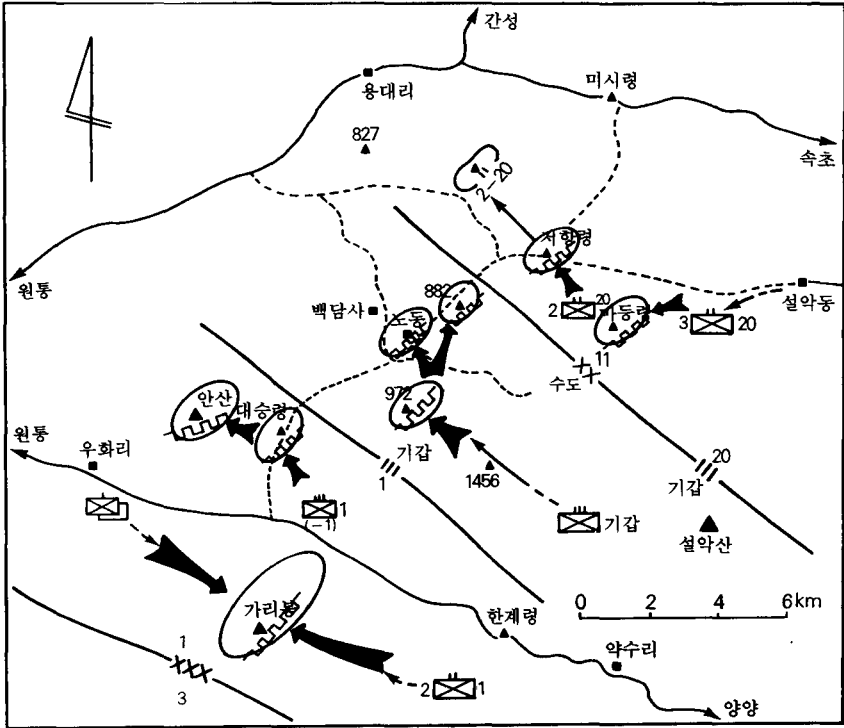 간성
미시령
용대리
827
속초
2-20
저항령
원통
882
백담사
노동
2
20
마등령
3
20
설악동
11
수도
972
안산
대승령
원통
우화리
기갑
1
1456
20
기갑
1
(-1)
기갑
설악산
0 2 4 6km
가리봉
한계령
약수리
1
3
2
1
양양